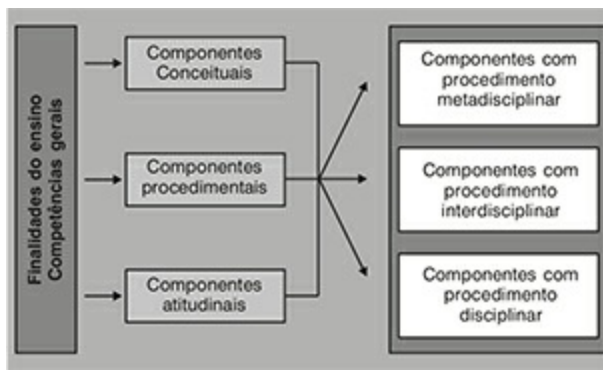 Finalidades do ensino
Competências gerais
Componentes
Conceituais
Componentes
procedimentais
Componentes
atitudinais
Componentes com
procedimento
metadisciplinar
Componentes com
procedimento
interdisciplinar
Componentes com
procedimento
disciplinar